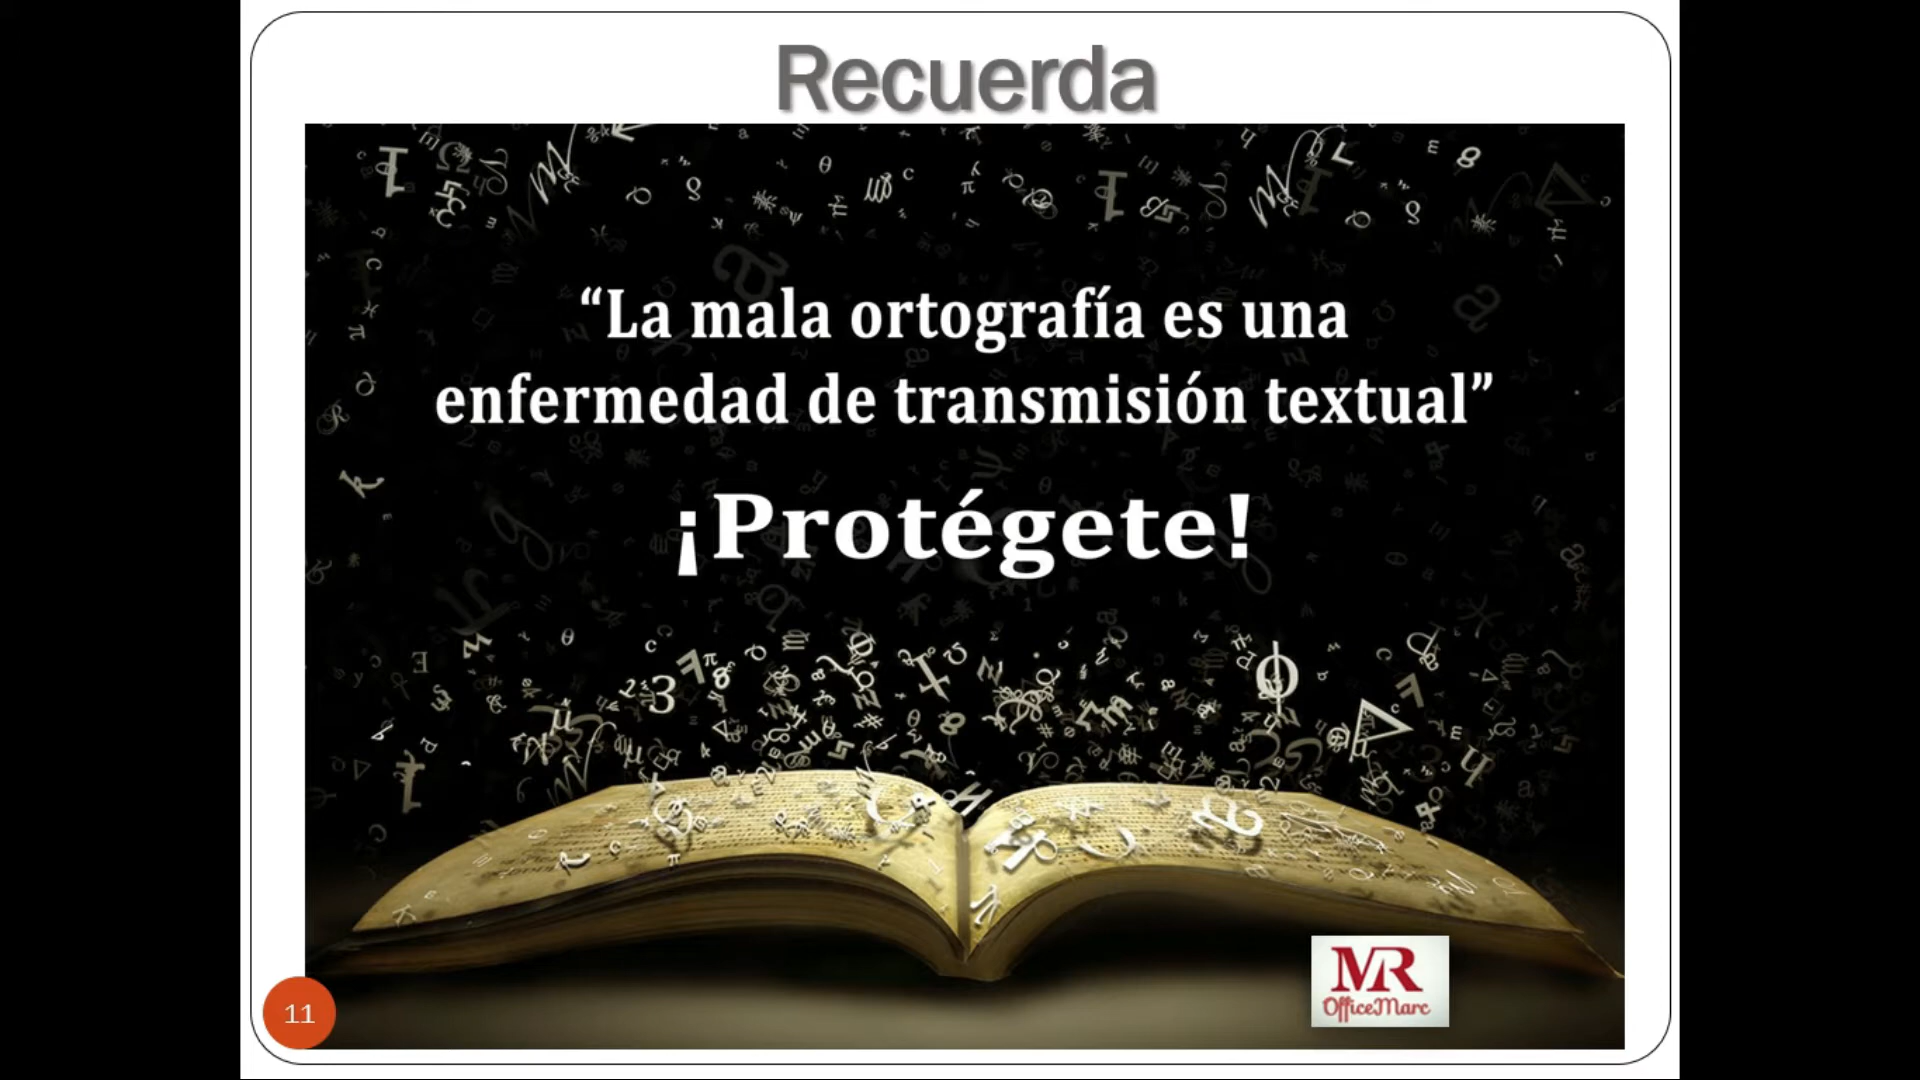 Recuerda
“La mala ortografía es una
enfermedad de transmisión textual”
¡Protégete!
MR
OfficeMarc
11